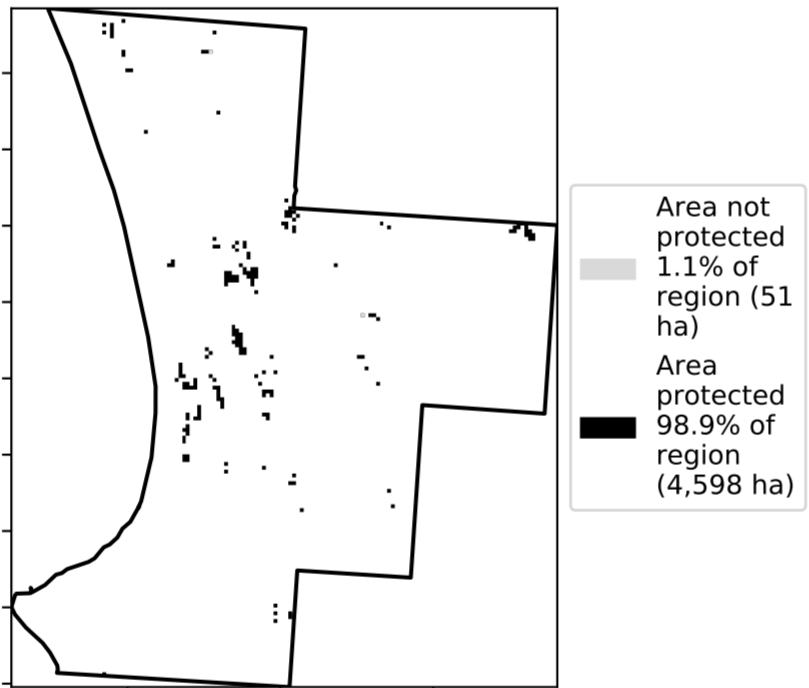 Area not
protected
1.1% of
region (51
ha)
Area
protected
98.9% of
region
(4,598 ha)